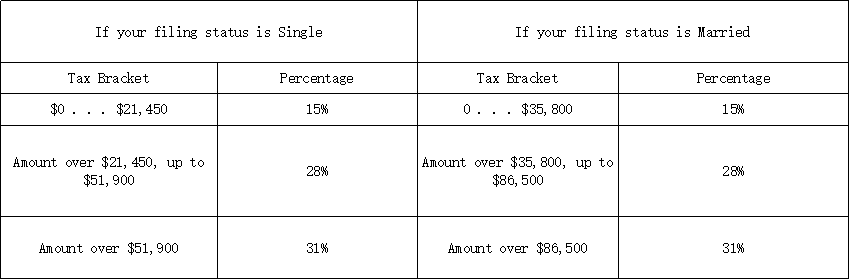 If your filing status is Single
If your filing status is Married
Tax Bracket
Percentage
Tax Bracket
Percentage
$0 . . . $21,450
15%
0 . . . $35,800
15%
Amount over $21,450, up to
$51,900
28%
Amount over $35,800, up to
$86,500
28%
Amount over $51,900
31%
Amount over $86,500
31%